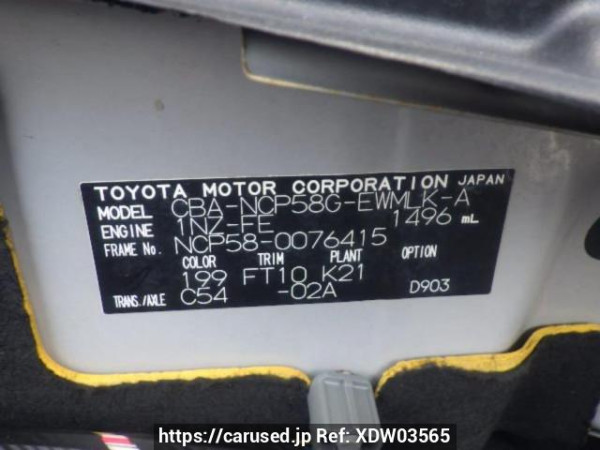 TOYOTA MOTOR CORPORATION JAPAN
MODEL CBA-NCP58G-EWMLK-A
ENGINE 1NZ-FE 1496 mL
FRAME No. NCP58-0076415
COLOR TRIM PLANT OPTION
199 FT10 K21
TRANS./AXLE C54 -02A D903
https://carused.jp Ref: XDW03565